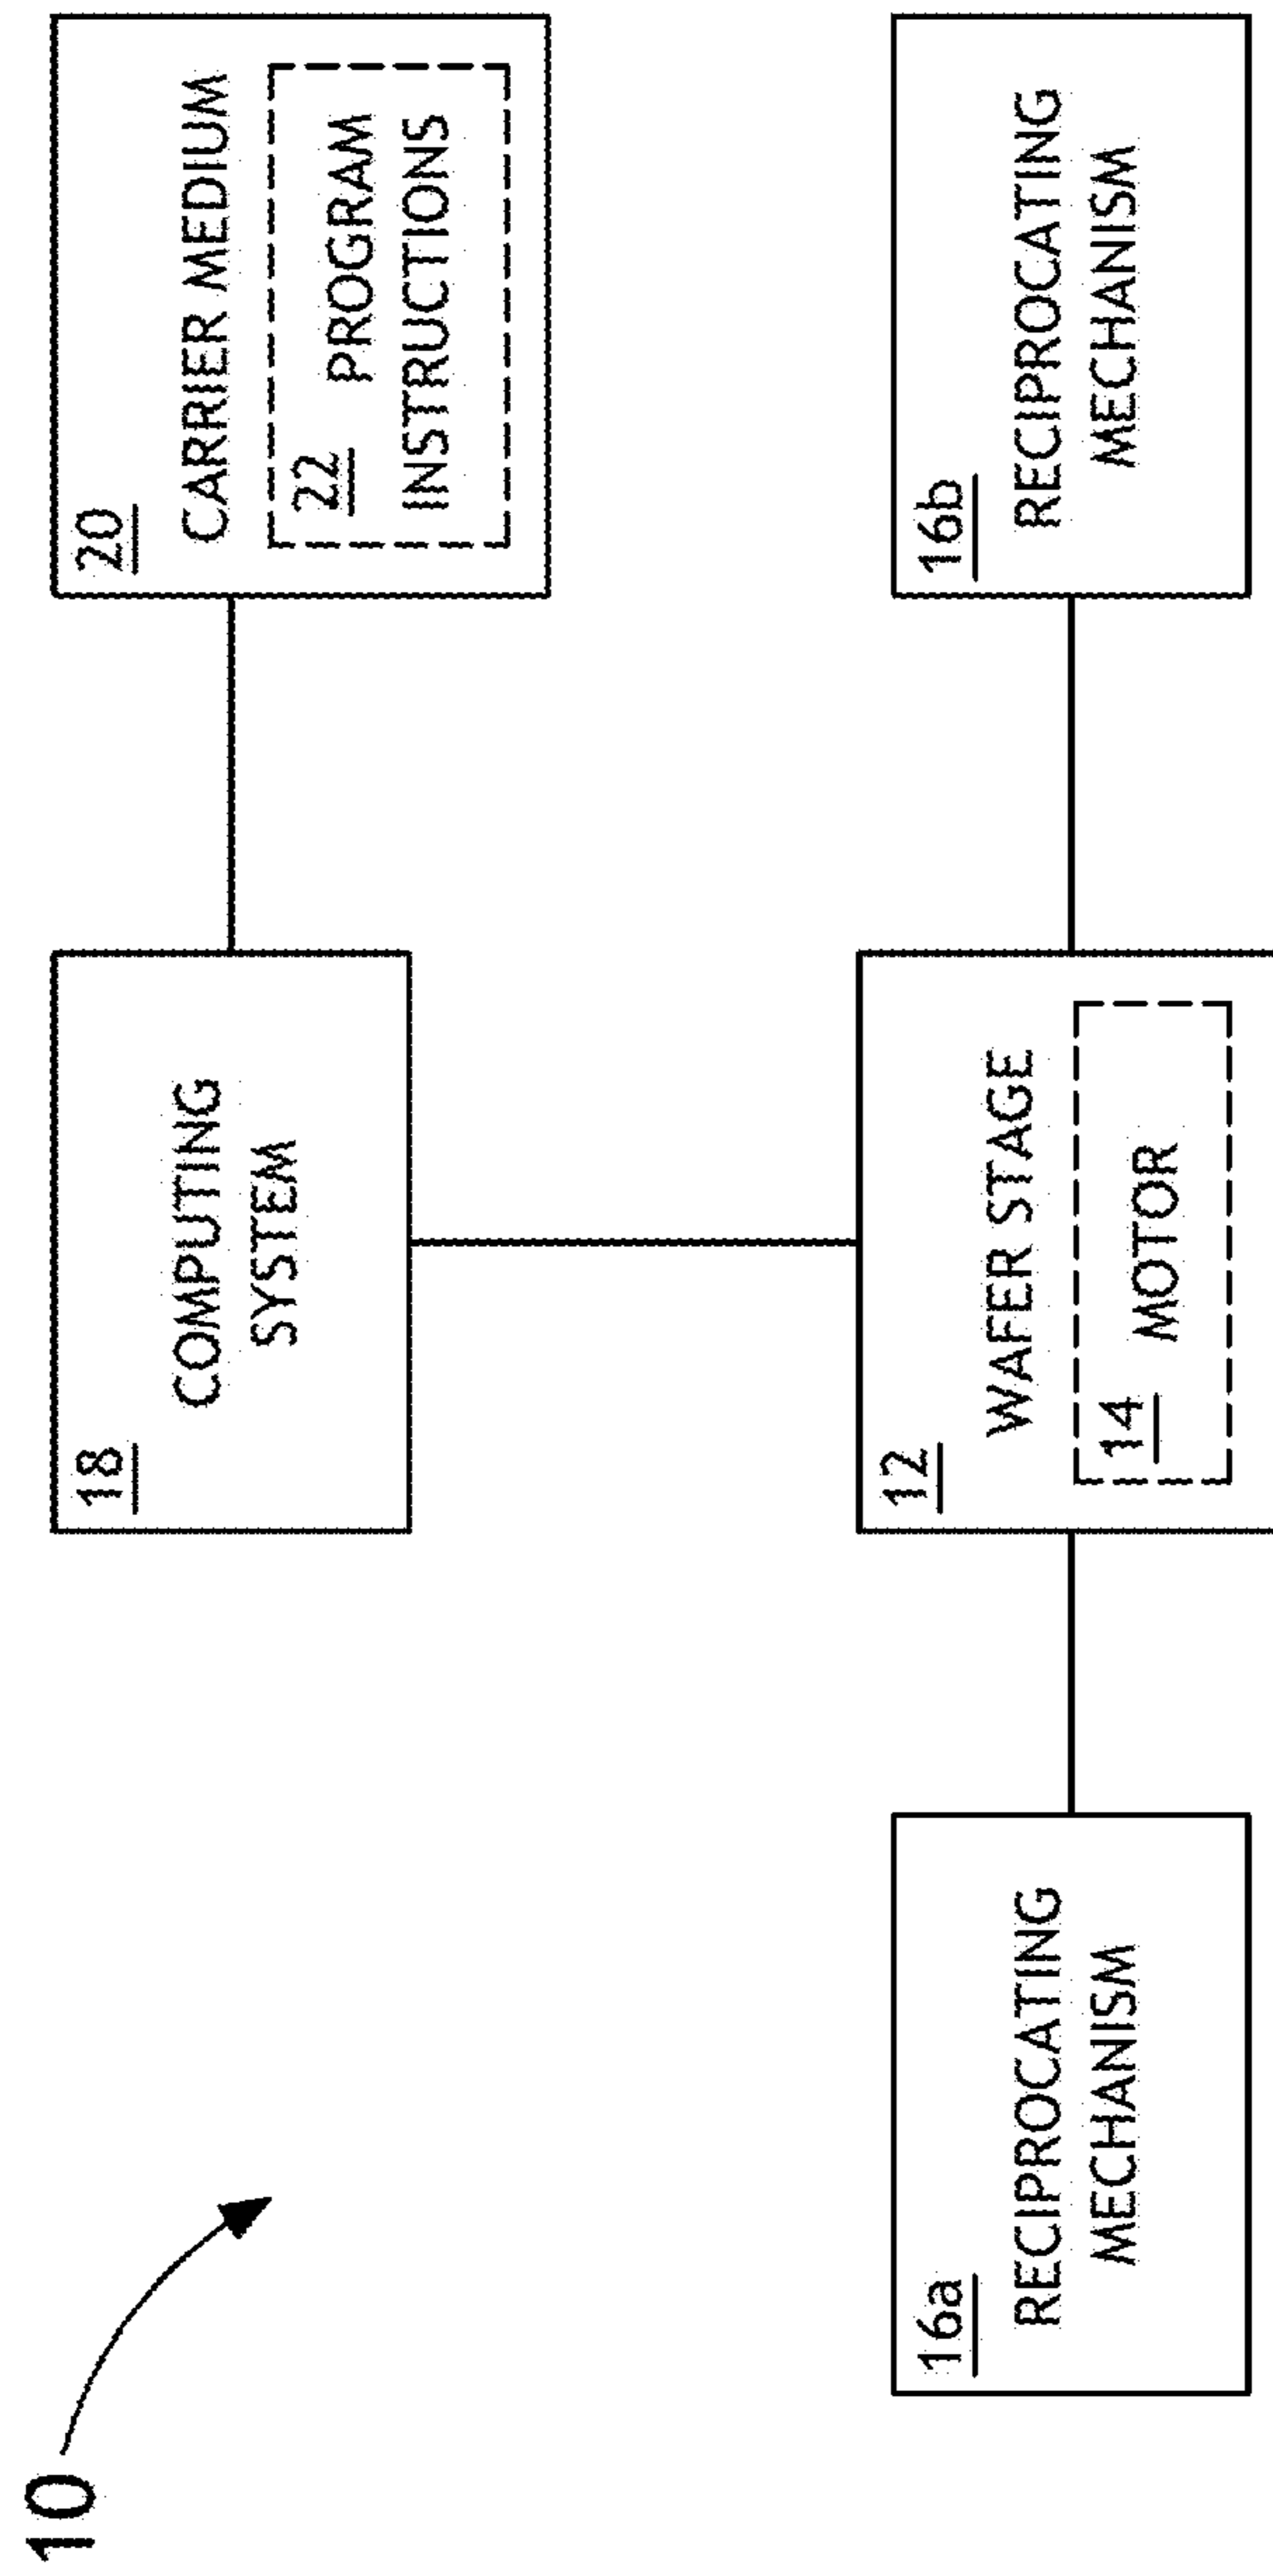 10
18
COMPUTING
SYSTEM
20
CARRIER MEDIUM
22 PROGRAM
INSTRUCTIONS
16a
RECIPROCATING
MECHANISM
12
WAFER STAGE
14 MOTOR
16b
RECIPROCATING
MECHANISM